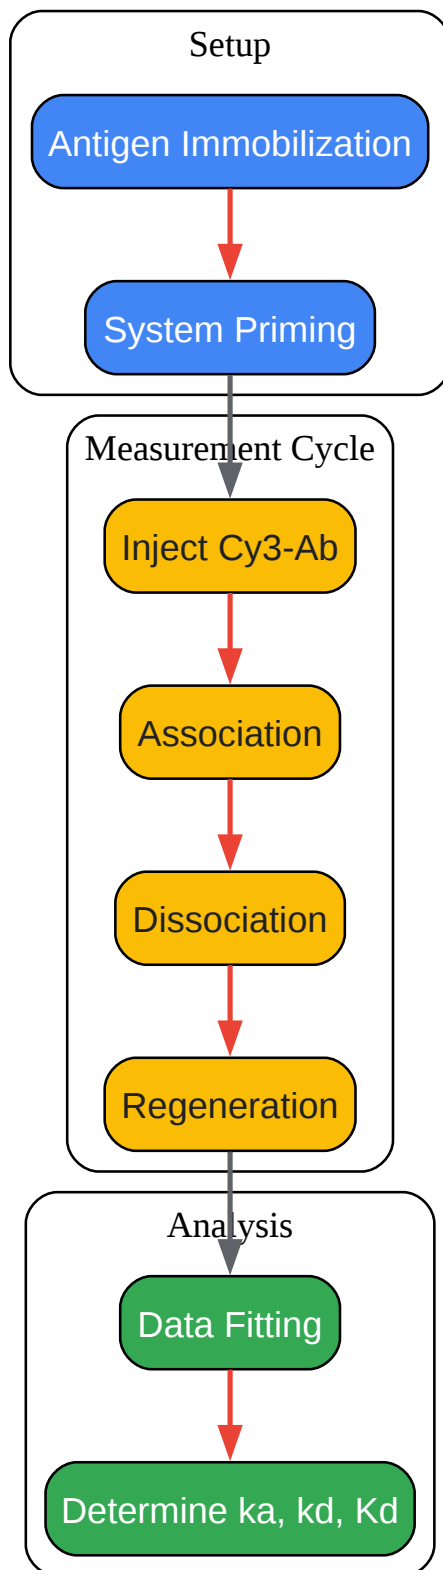 Setup
Antigen Immobilization
System Priming
Measurement Cycle
Inject Cy3-Ab
Association
Dissociation
Regeneration
Analysis
Data Fitting
Determine ka, kd, Kd